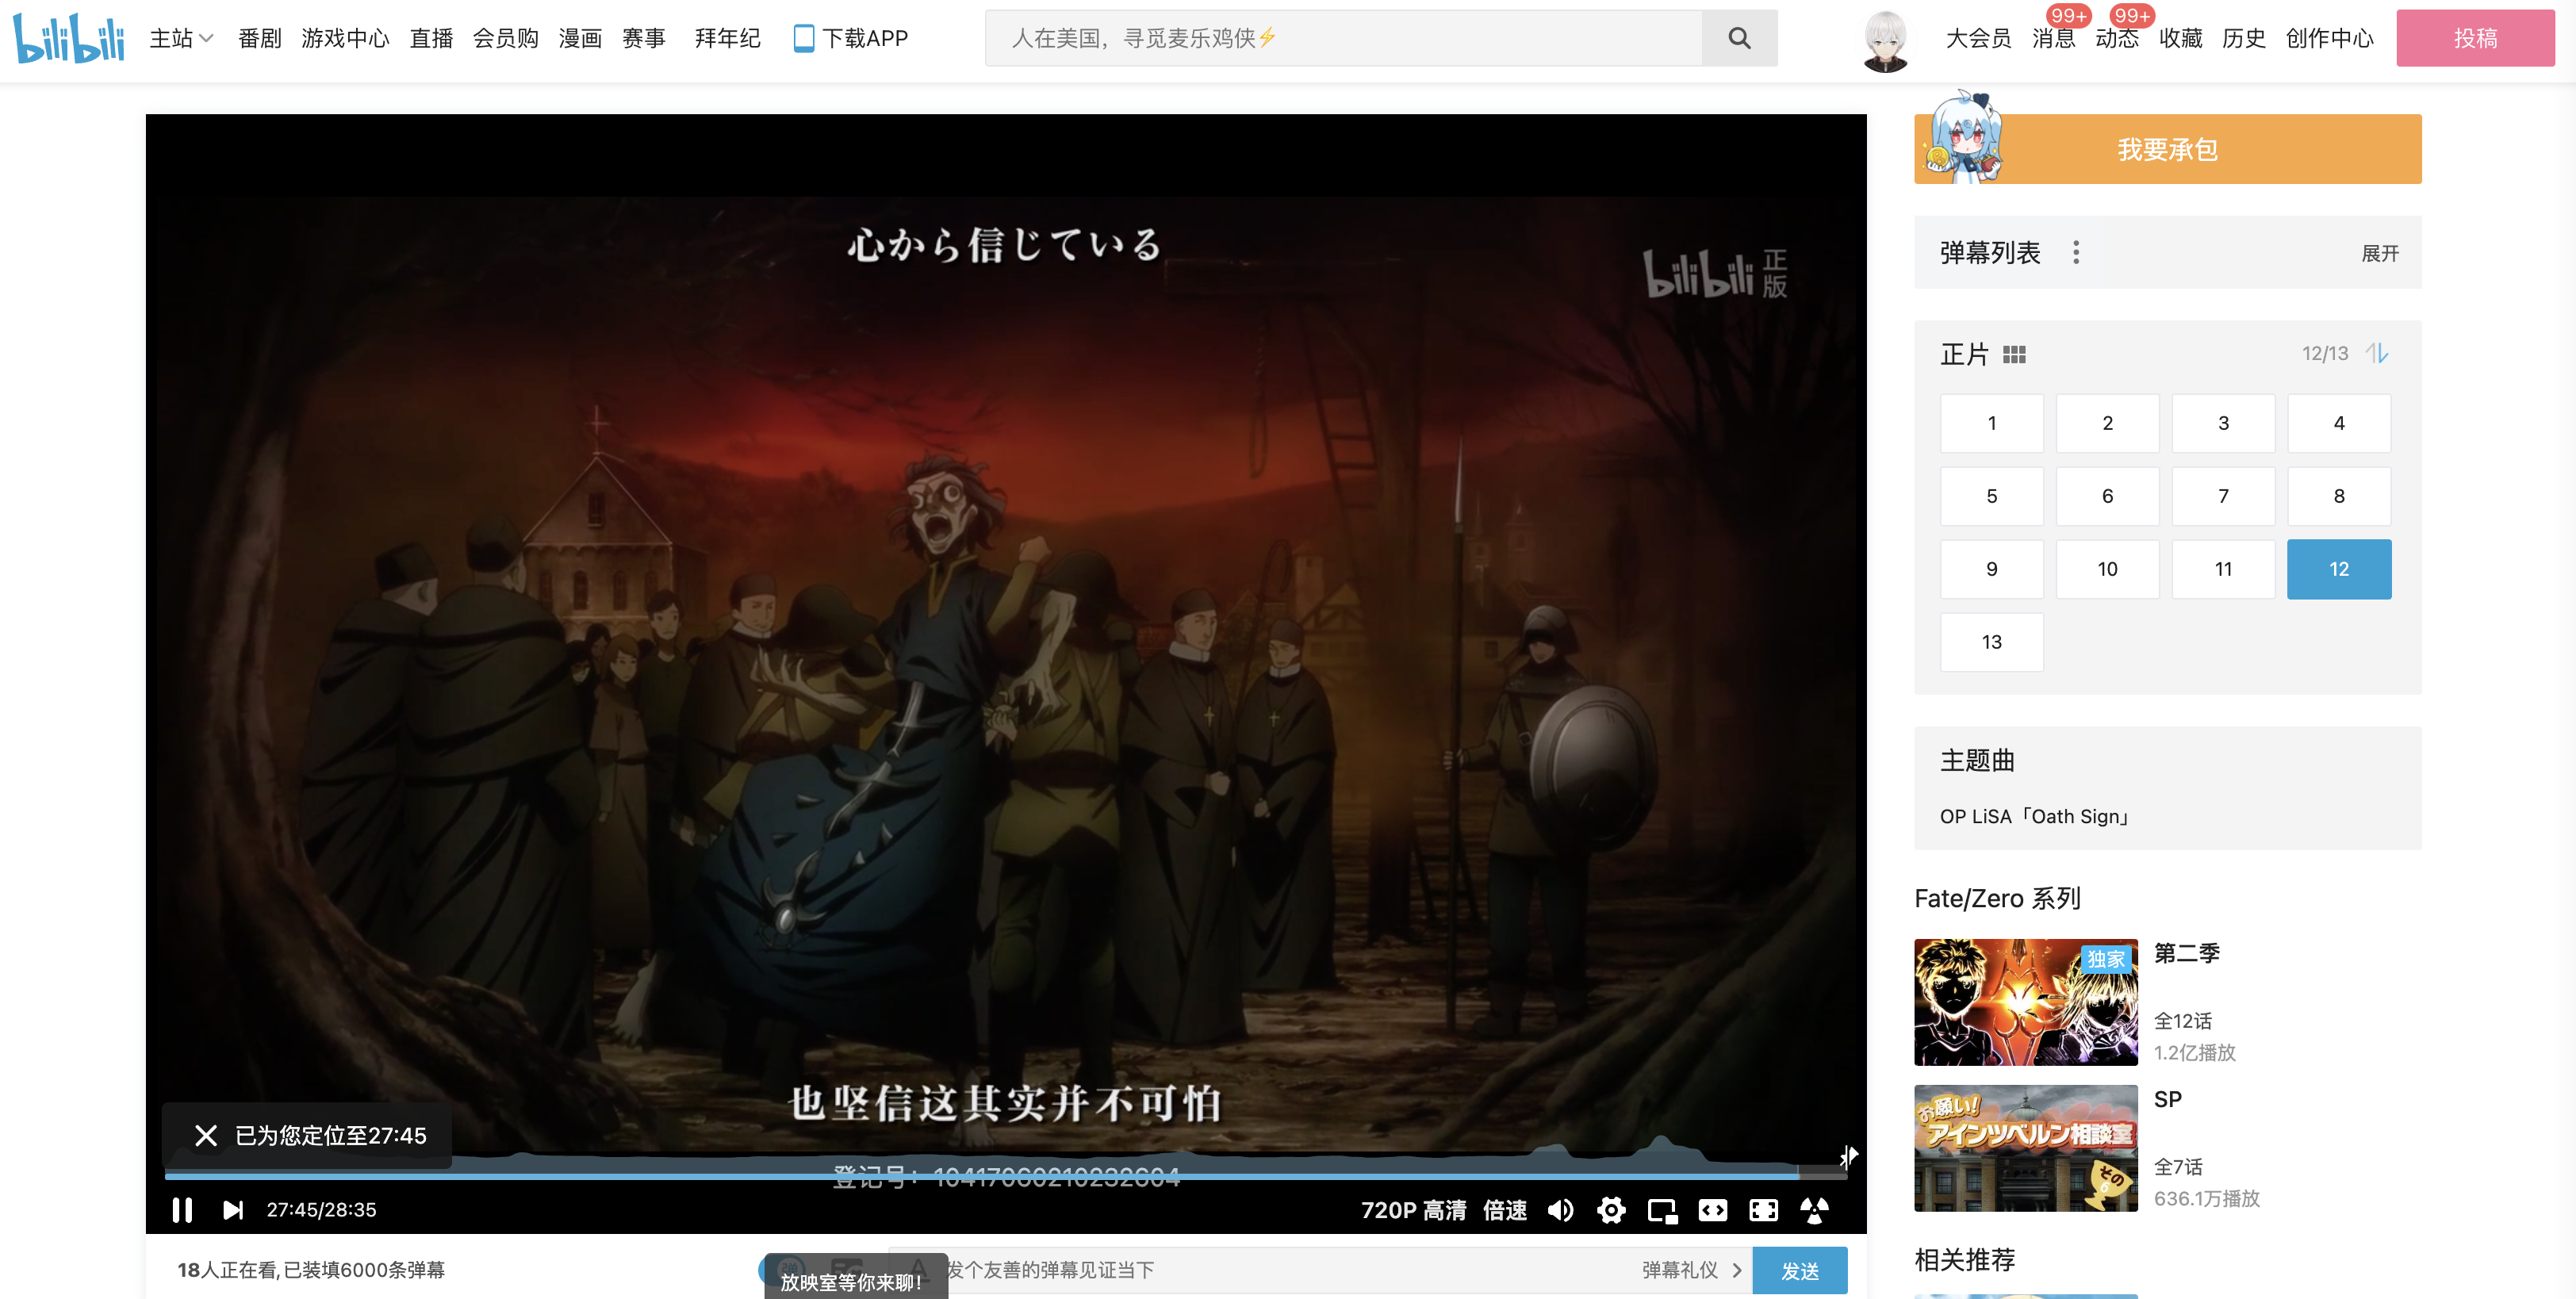 bilibili
主站
番剧
游戏中心
直播
会员购
漫画
赛事
拜年纪
下载APP
人在美国，寻觅麦乐鸡侠⚡
大会员
99+
消息
99+
动态
收藏
历史
创作中心
投稿
心から信じている
bilibili 正版
也坚信这其实并不可怕
已为您定位至27:45
登记号：10417060210232604
27:45/28:35
720P 高清
倍速
18人正在看,已装填6000条弹幕
弹
放映室等你来聊！
发个友善的弹幕见证当下
弹幕礼仪
发送
我要承包
弹幕列表
展开
正片
12/13
1
2
3
4
5
6
7
8
9
10
11
12
13
主题曲
OP LiSA「Oath Sign」
Fate/Zero 系列
独家
第二季
全12话
1.2亿播放
お願い!
アインツベルン相談室
その
6
SP
全7话
636.1万播放
相关推荐